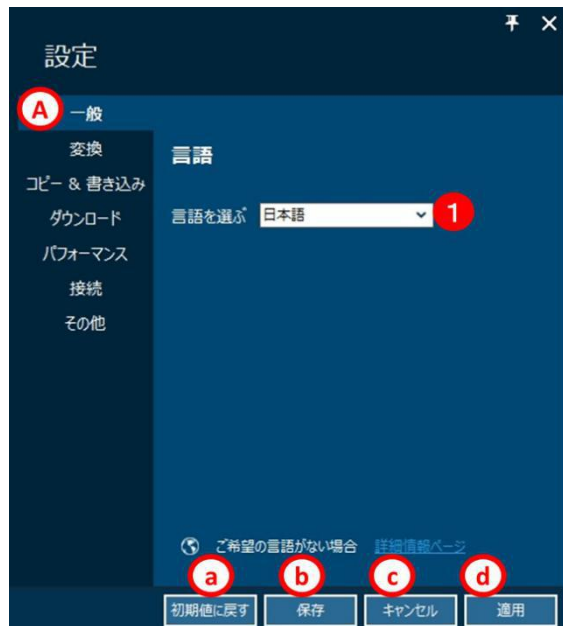 設定
A 一般
変換
コピー & 書き込み
ダウンロード
パフォーマンス
接続
その他
言語
言語を選ぶ 日本語 1
ご希望の言語がない場合 詳細情報ページ
a b c d
初期値に戻す 保存 キャンセル 適用